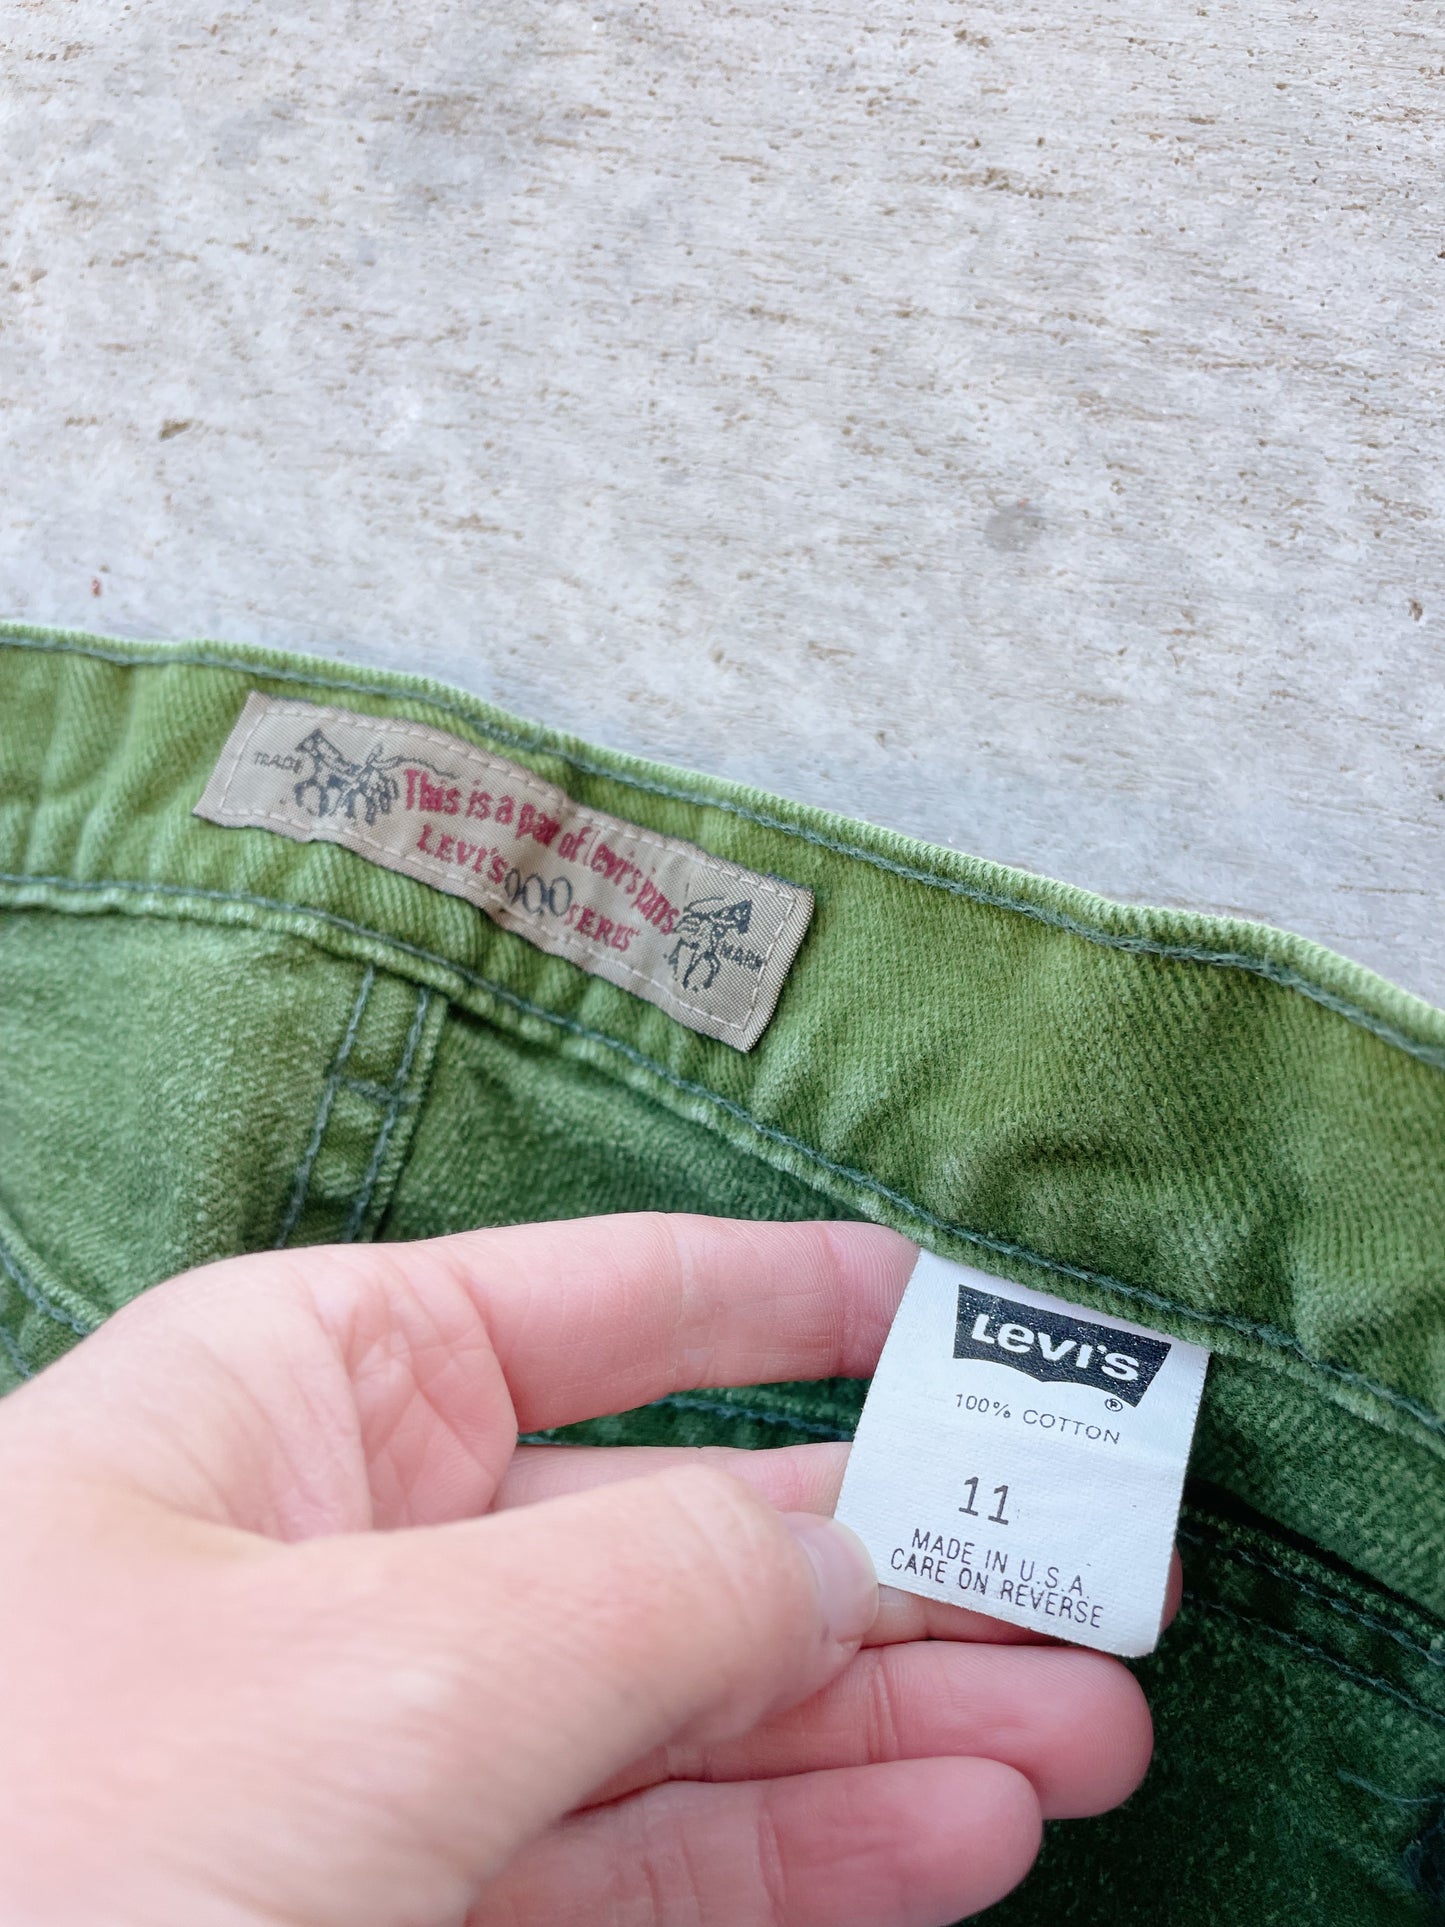 TRADE
This is a pair of Levi's jeans
LEVI'S 900 SERIES
MARK
Levi's
®
100% COTTON
11
MADE IN U.S.A.
CARE ON REVERSE